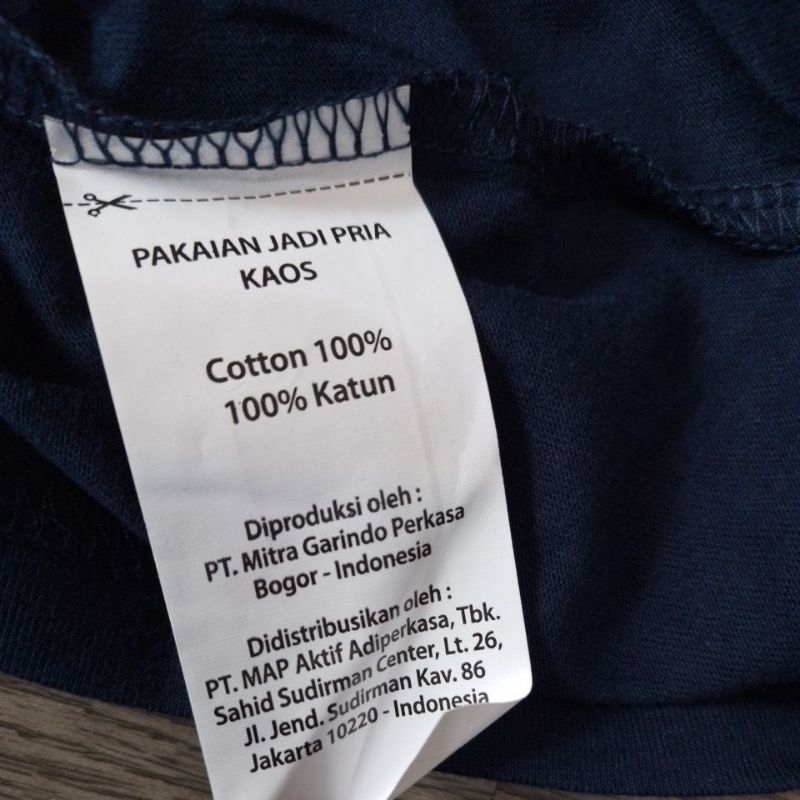 PAKAIAN JADI PRIA
KAOS
Cotton 100%
100% Katun
Diproduksi oleh :
PT. Mitra Garindo Perkasa
Bogor - Indonesia
Didistribusikan oleh :
PT. MAP Aktif Adiperkasa, Tbk.
Sahid Sudirman Center, Lt. 26,
Jl. Jend. Sudirman Kav. 86
Jakarta 10220 - Indonesia